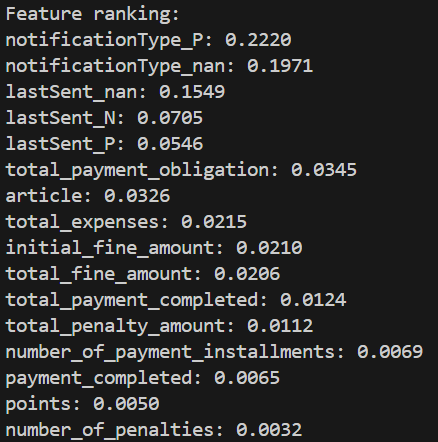 Feature ranking:
notificationType_P: 0.2220
notificationType_nan: 0.1971
lastSent_nan: 0.1549
lastSent_N: 0.0705
lastSent_P: 0.0546
total_payment_obligation: 0.0345
article: 0.0326
total_expenses: 0.0215
initial_fine_amount: 0.0210
total_fine_amount: 0.0206
total_payment_completed: 0.0124
total_penalty_amount: 0.0112
number_of_payment_installments: 0.0069
payment_completed: 0.0065
points: 0.0050
number_of_penalties: 0.0032